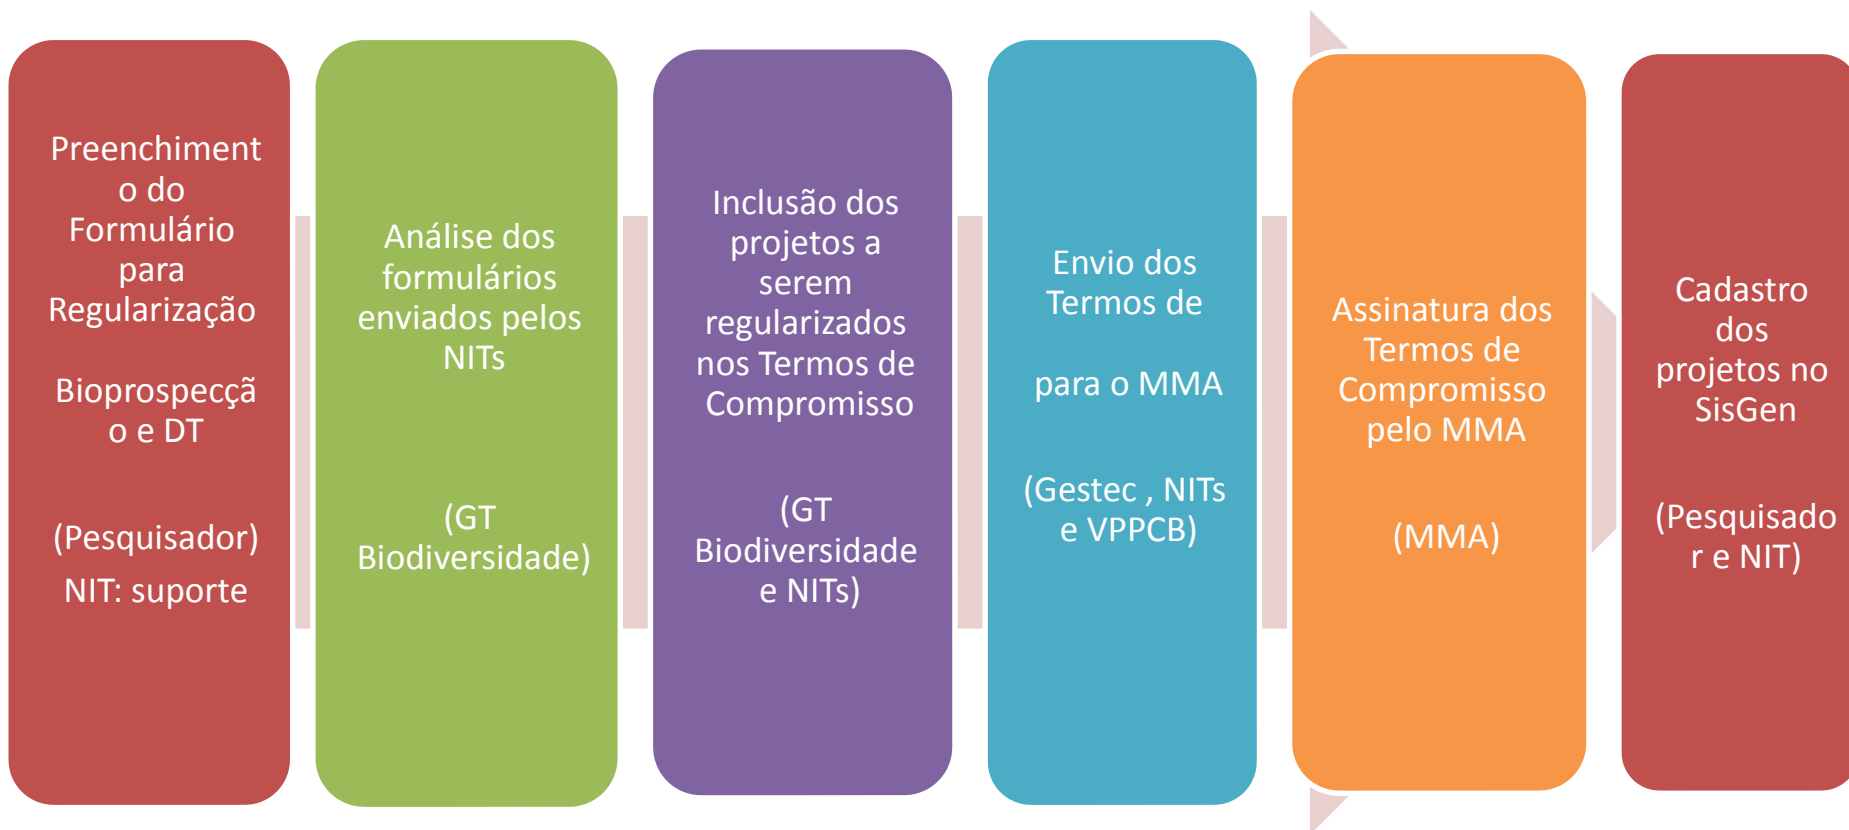 Preenchiment
o do
Formulário
para
Regularização
Bioprospecçã
o e DT
(Pesquisador)
NIT: suporte
Análise dos
formulários
enviados pelos
NITs
(GT
Biodiversidade)
Inclusão dos
projetos a
serem
regularizados
nos Termos de
Compromisso
(GT
Biodiversidade
e NITs)
Envio dos
Termos de
para o MMA
(Gestec , NITs
e VPPCB)
Assinatura dos
Termos de
Compromisso
pelo MMA
(MMA)
Cadastro
dos
projetos no
SisGen
(Pesquisado
r e NIT)